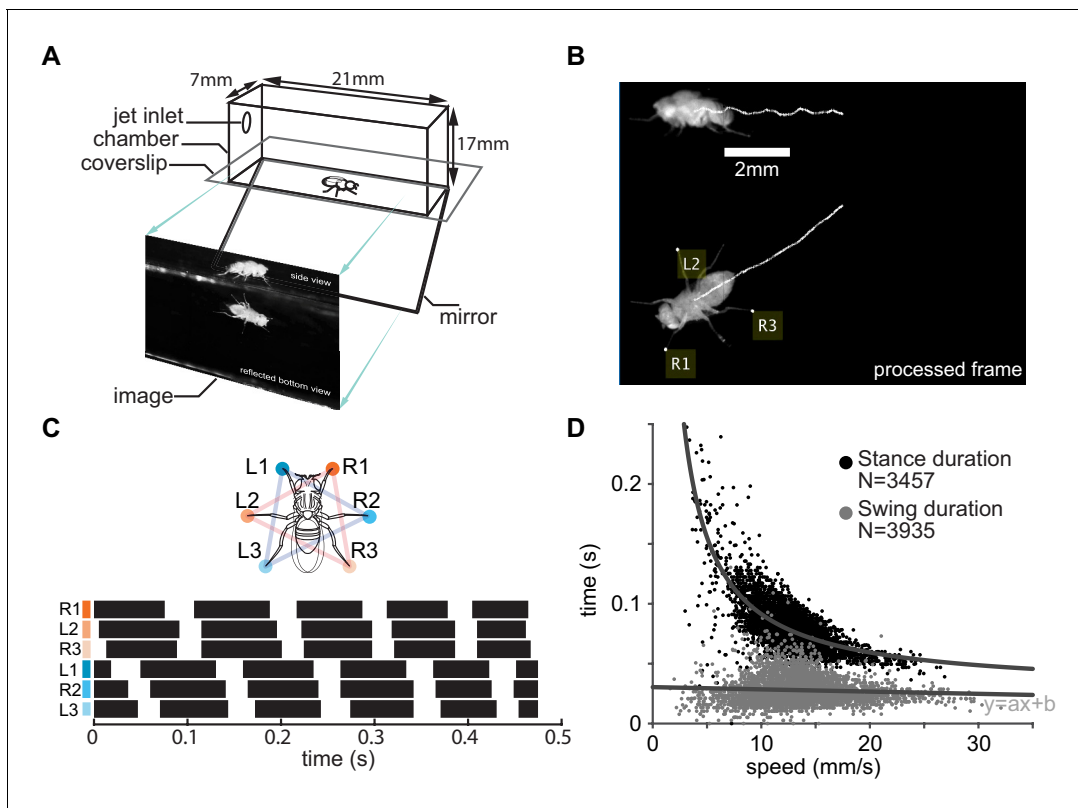 A
7mm
21mm
jet inlet
chamber
coverslip
17mm
side view
mirror
reflected bottom view
image
B
2mm
L2
R3
R1
processed frame
C
L1
R1
L2
R2
L3
R3
R1
L2
R3
L1
R2
L3
0
0.1
0.2
0.3
0.4
0.5
time (s)
D
Stance duration
N=3457
Swing duration
N=3935
0.2
0.1
0
time (s)
y=ax+b
0
10
20
30
speed (mm/s)